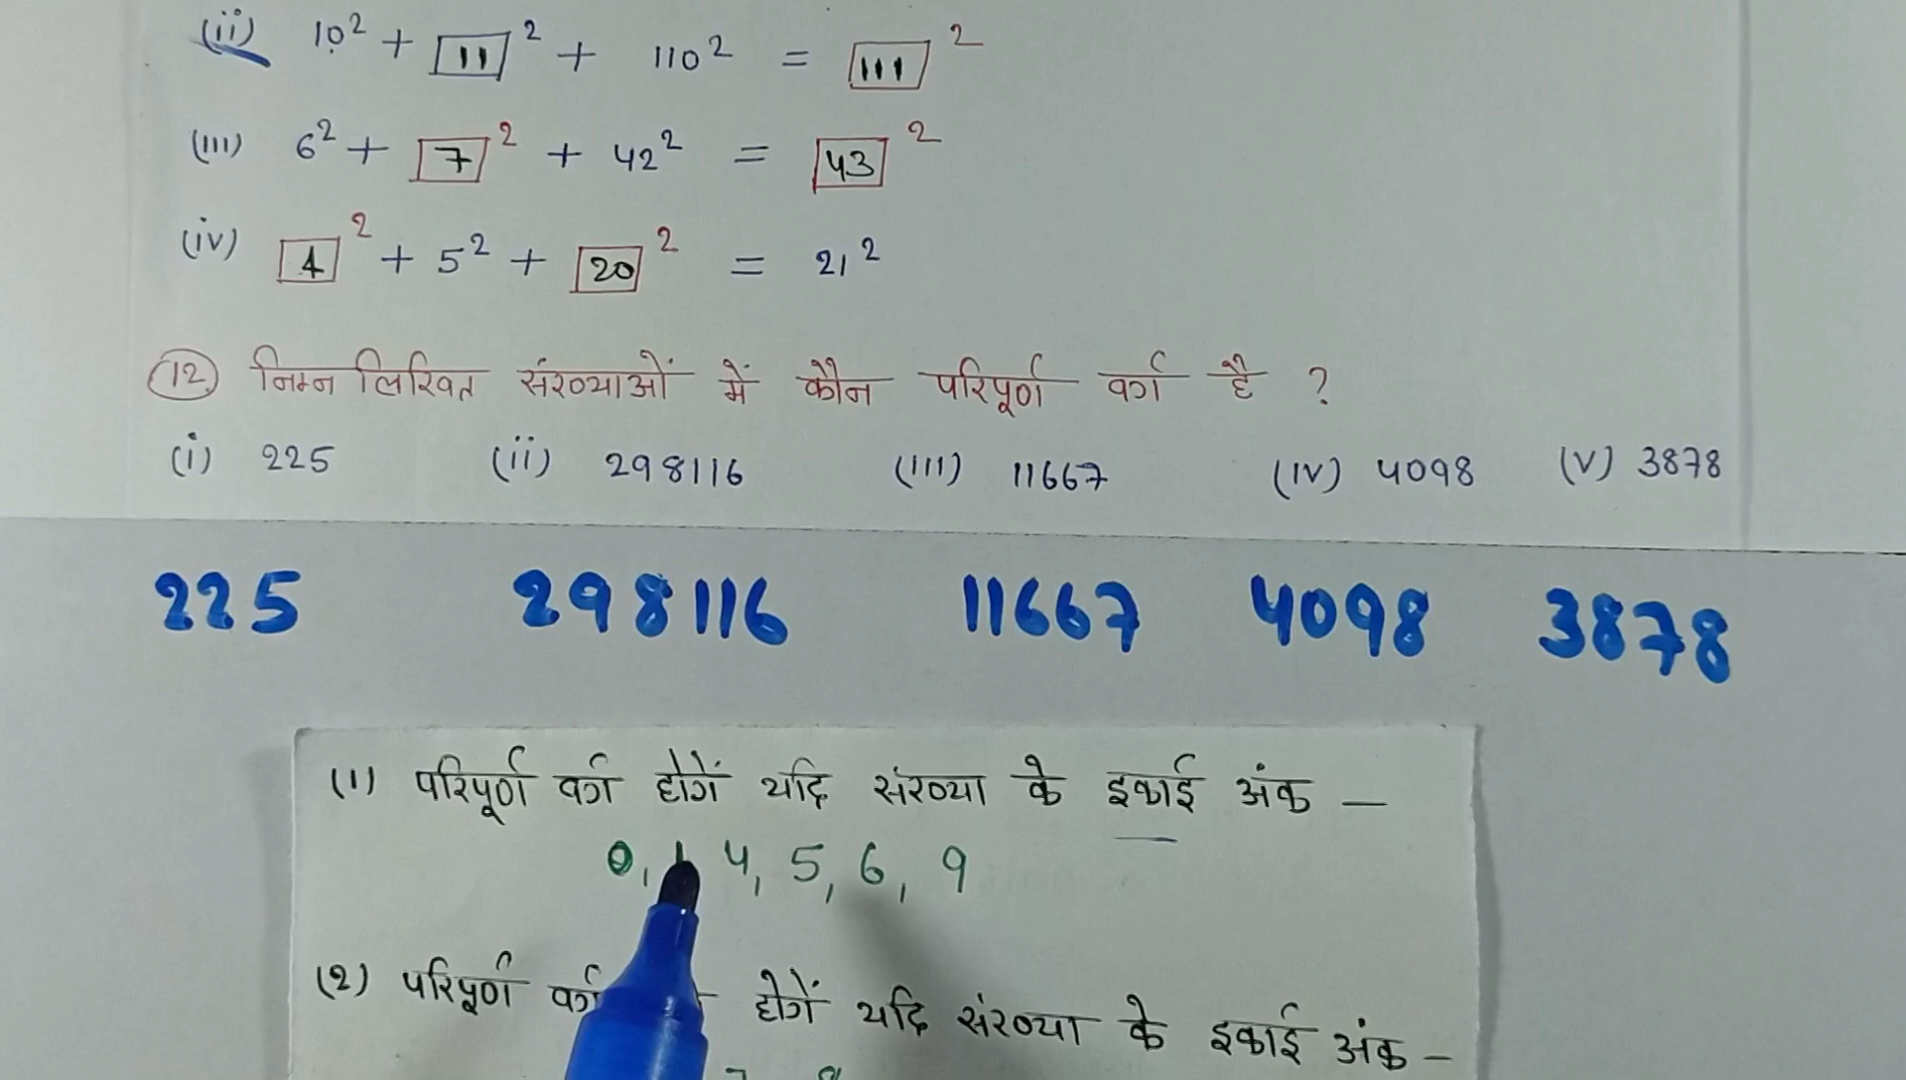 (ii) 10² + 11² + 110² = 111²
(iii) 6² + 7² + 42² = 43²
(iv) 4² + 5² + 20² = 21²
12. निम्न लिखित संख्याओं में कौन परिपूर्ण वर्ग है ?
(i) 225 (ii) 298116 (iii) 11667 (iv) 4098 (v) 3878
225 298116 11667 4098 3878
(1) परिपूर्ण वर्ग होगें यदि संख्या के इकाई अंक —
0, 1 4, 5, 6, 9
(2) परिपूर्ण वर्ग होगें यदि संख्या के इकाई अंक —